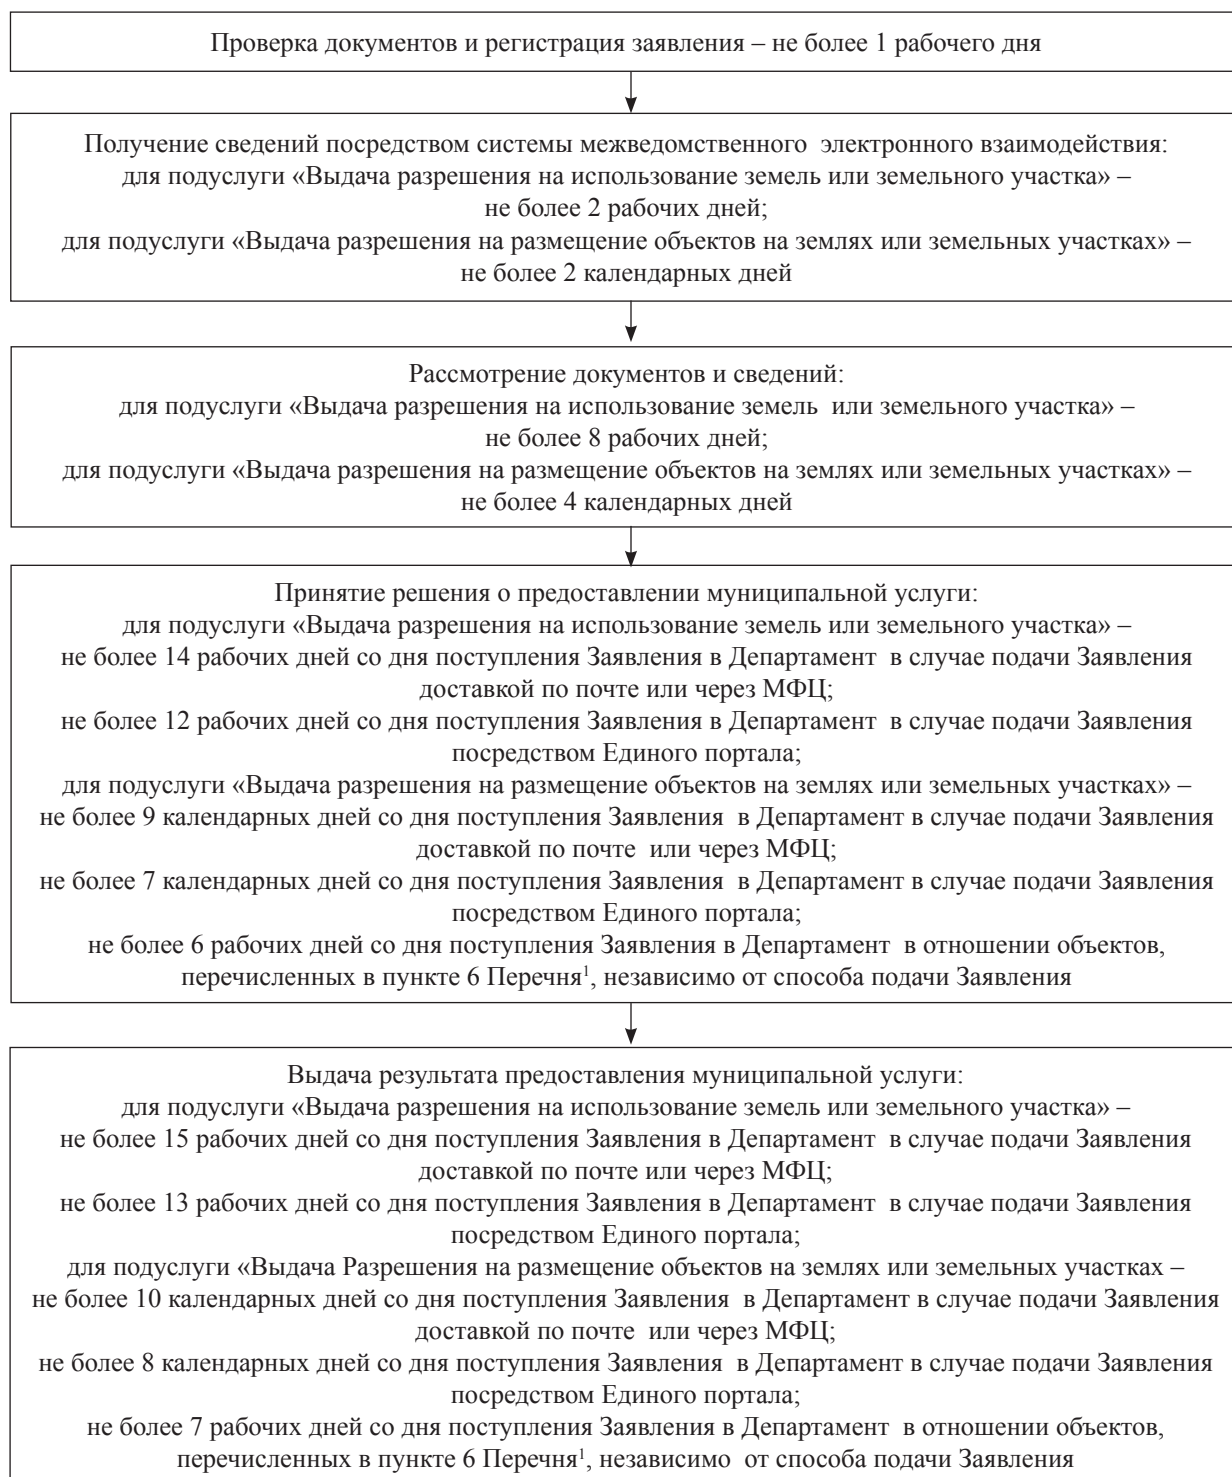 Проверка документов и регистрация заявления – не более 1 рабочего дня
Получение сведений посредством системы межведомственного электронного взаимодействия:
для подуслуги «Выдача разрешения на использование земель или земельного участка» –
не более 2 рабочих дней;
для подуслуги «Выдача разрешения на размещение объектов на землях или земельных участках» –
не более 2 календарных дней
Рассмотрение документов и сведений:
для подуслуги «Выдача разрешения на использование земель или земельного участка» –
не более 8 рабочих дней;
для подуслуги «Выдача разрешения на размещение объектов на землях или земельных участках» –
не более 4 календарных дней
Принятие решения о предоставлении муниципальной услуги:
для подуслуги «Выдача разрешения на использование земель или земельного участка» –
не более 14 рабочих дней со дня поступления Заявления в Департамент в случае подачи Заявления
доставкой по почте или через МФЦ;
не более 12 рабочих дней со дня поступления Заявления в Департамент в случае подачи Заявления
посредством Единого портала;
для подуслуги «Выдача разрешения на размещение объектов на землях или земельных участках» –
не более 9 календарных дней со дня поступления Заявления в Департамент в случае подачи Заявления
доставкой по почте или через МФЦ;
не более 7 календарных дней со дня поступления Заявления в Департамент в случае подачи Заявления
посредством Единого портала;
не более 6 рабочих дней со дня поступления Заявления в Департамент в отношении объектов,
перечисленных в пункте 6 Перечня¹, независимо от способа подачи Заявления
Выдача результата предоставления муниципальной услуги:
для подуслуги «Выдача разрешения на использование земель или земельного участка» –
не более 15 рабочих дней со дня поступления Заявления в Департамент в случае подачи Заявления
доставкой по почте или через МФЦ;
не более 13 рабочих дней со дня поступления Заявления в Департамент в случае подачи Заявления
посредством Единого портала;
для подуслуги «Выдача Разрешения на размещение объектов на землях или земельных участках –
не более 10 календарных дней со дня поступления Заявления в Департамент в случае подачи Заявления
доставкой по почте или через МФЦ;
не более 8 календарных дней со дня поступления Заявления в Департамент в случае подачи Заявления
посредством Единого портала;
не более 7 рабочих дней со дня поступления Заявления в Департамент в отношении объектов,
перечисленных в пункте 6 Перечня¹, независимо от способа подачи Заявления